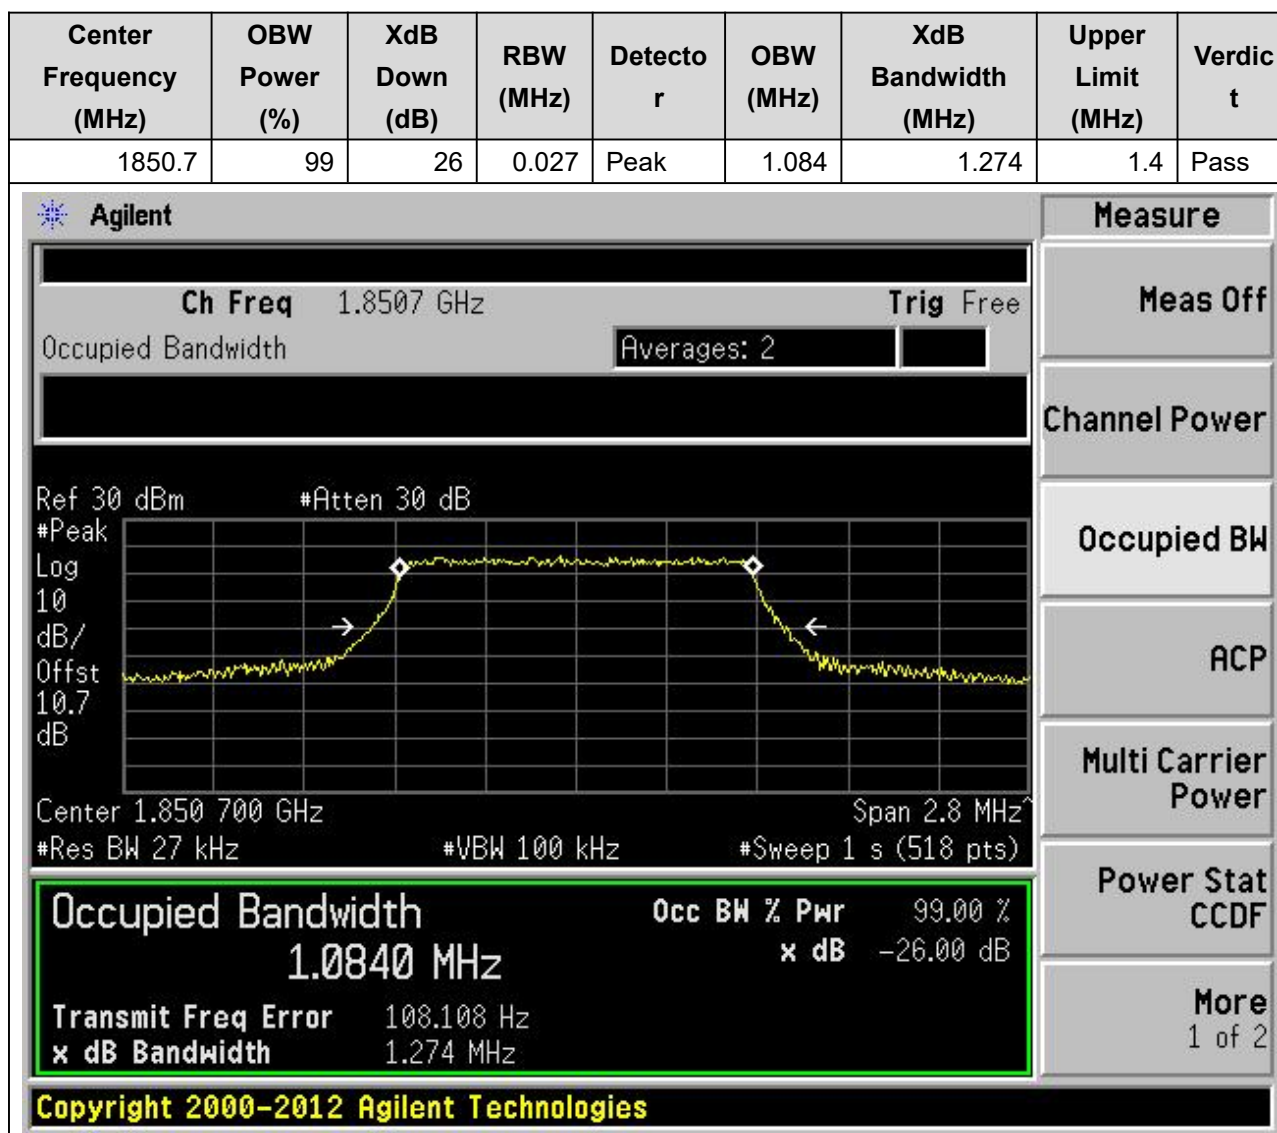 Center Frequency (MHz) OBW Power (%) XdB Down (dB) RBW (MHz) Detecto r OBW (MHz) XdB Bandwidth (MHz) Upper Limit (MHz) Verdic t
1850.7 99 26 0.027 Peak 1.084 1.274 1.4 Pass
Agilent
Measure
Ch Freq 1.8507 GHz Trig Free
Meas Off
Occupied Bandwidth Averages: 2
Channel Power
Ref 30 dBm #Atten 30 dB
#Peak
Log
10
dB/
Offst
10.7
dB
Occupied BW
ACP
Multi Carrier
Power
Center 1.850 700 GHz Span 2.8 MHz^
#Res BW 27 kHz #VBW 100 kHz #Sweep 1 s (518 pts)
Power Stat
CCDF
Occupied Bandwidth Occ BW % Pwr 99.00 %
1.0840 MHz x dB -26.00 dB
Transmit Freq Error 108.108 Hz
x dB Bandwidth 1.274 MHz
More
1 of 2
Copyright 2000-2012 Agilent Technologies